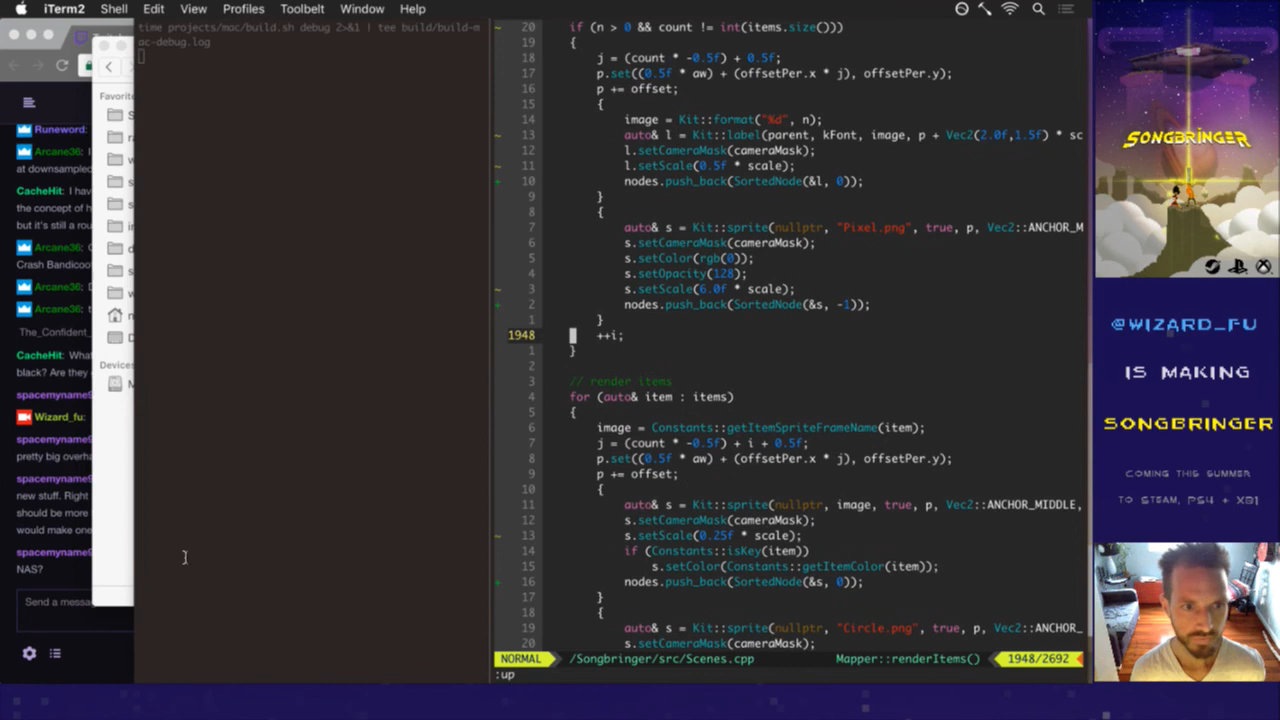 iTerm2 Shell Edit View Profiles Toolbelt Window Help
time projects/mac/build.sh debug 2>&1 | tee build/build-m
ac-debug.log
Favorite
Devices
Runeword:
Arcane36: I
at downsampled
CacheHit: I have
the concept of h
but it's still a rou
Arcane36:
Crash Bandicoo
Arcane36:
Arcane36: t
The_Confident_
CacheHit: What
black? Are they
spacemyname9
Wizard_fu:
spacemyname9
pretty big overha
spacemyname9
new stuff. Right
should be more
would make one
spacemyname9
NAS?
Send a messa
20 if (n > 0 && count != int(items.size()))
19 {
18 j = (count * -0.5f) + 0.5f;
17 p.set((0.5f * aw) + (offsetPer.x * j), offsetPer.y);
16 p += offset;
15 {
14 image = Kit::format("%d", n);
13 auto& l = Kit::label(parent, kFont, image, p + Vec2(2.0f,1.5f) * sc
12 l.setCameraMask(cameraMask);
11 l.setScale(0.5f * scale);
10 nodes.push_back(SortedNode(&l, 0));
9 }
8 {
7 auto& s = Kit::sprite(nullptr, "Pixel.png", true, p, Vec2::ANCHOR_M
6 s.setCameraMask(cameraMask);
5 s.setColor(rgb(0));
4 s.setOpacity(128);
3 s.setScale(6.0f * scale);
2 nodes.push_back(SortedNode(&s, -1));
1 }
1948 ++i;
1 }
2
3 // render items
4 for (auto& item : items)
5 {
6 image = Constants::getItemSpriteFrameName(item);
7 j = (count * -0.5f) + i + 0.5f;
8 p.set((0.5f * aw) + (offsetPer.x * j), offsetPer.y);
9 p += offset;
10 {
11 auto& s = Kit::sprite(nullptr, image, true, p, Vec2::ANCHOR_MIDDLE,
12 s.setCameraMask(cameraMask);
13 s.setScale(0.25f * scale);
14 if (Constants::isKey(item))
15 s.setColor(Constants::getItemColor(item));
16 nodes.push_back(SortedNode(&s, 0));
17 }
18 {
19 auto& s = Kit::sprite(nullptr, "Circle.png", true, p, Vec2::ANCHOR_
20 s.setCameraMask(cameraMask);
NORMAL /Songbringer/src/Scenes.cpp Mapper::renderItems() 1948/2692
:up
SONGBRINGER
@WIZARD_FU
IS MAKING
SONGBRINGER
COMING THIS SUMMER
TO STEAM, PS4 + XB1